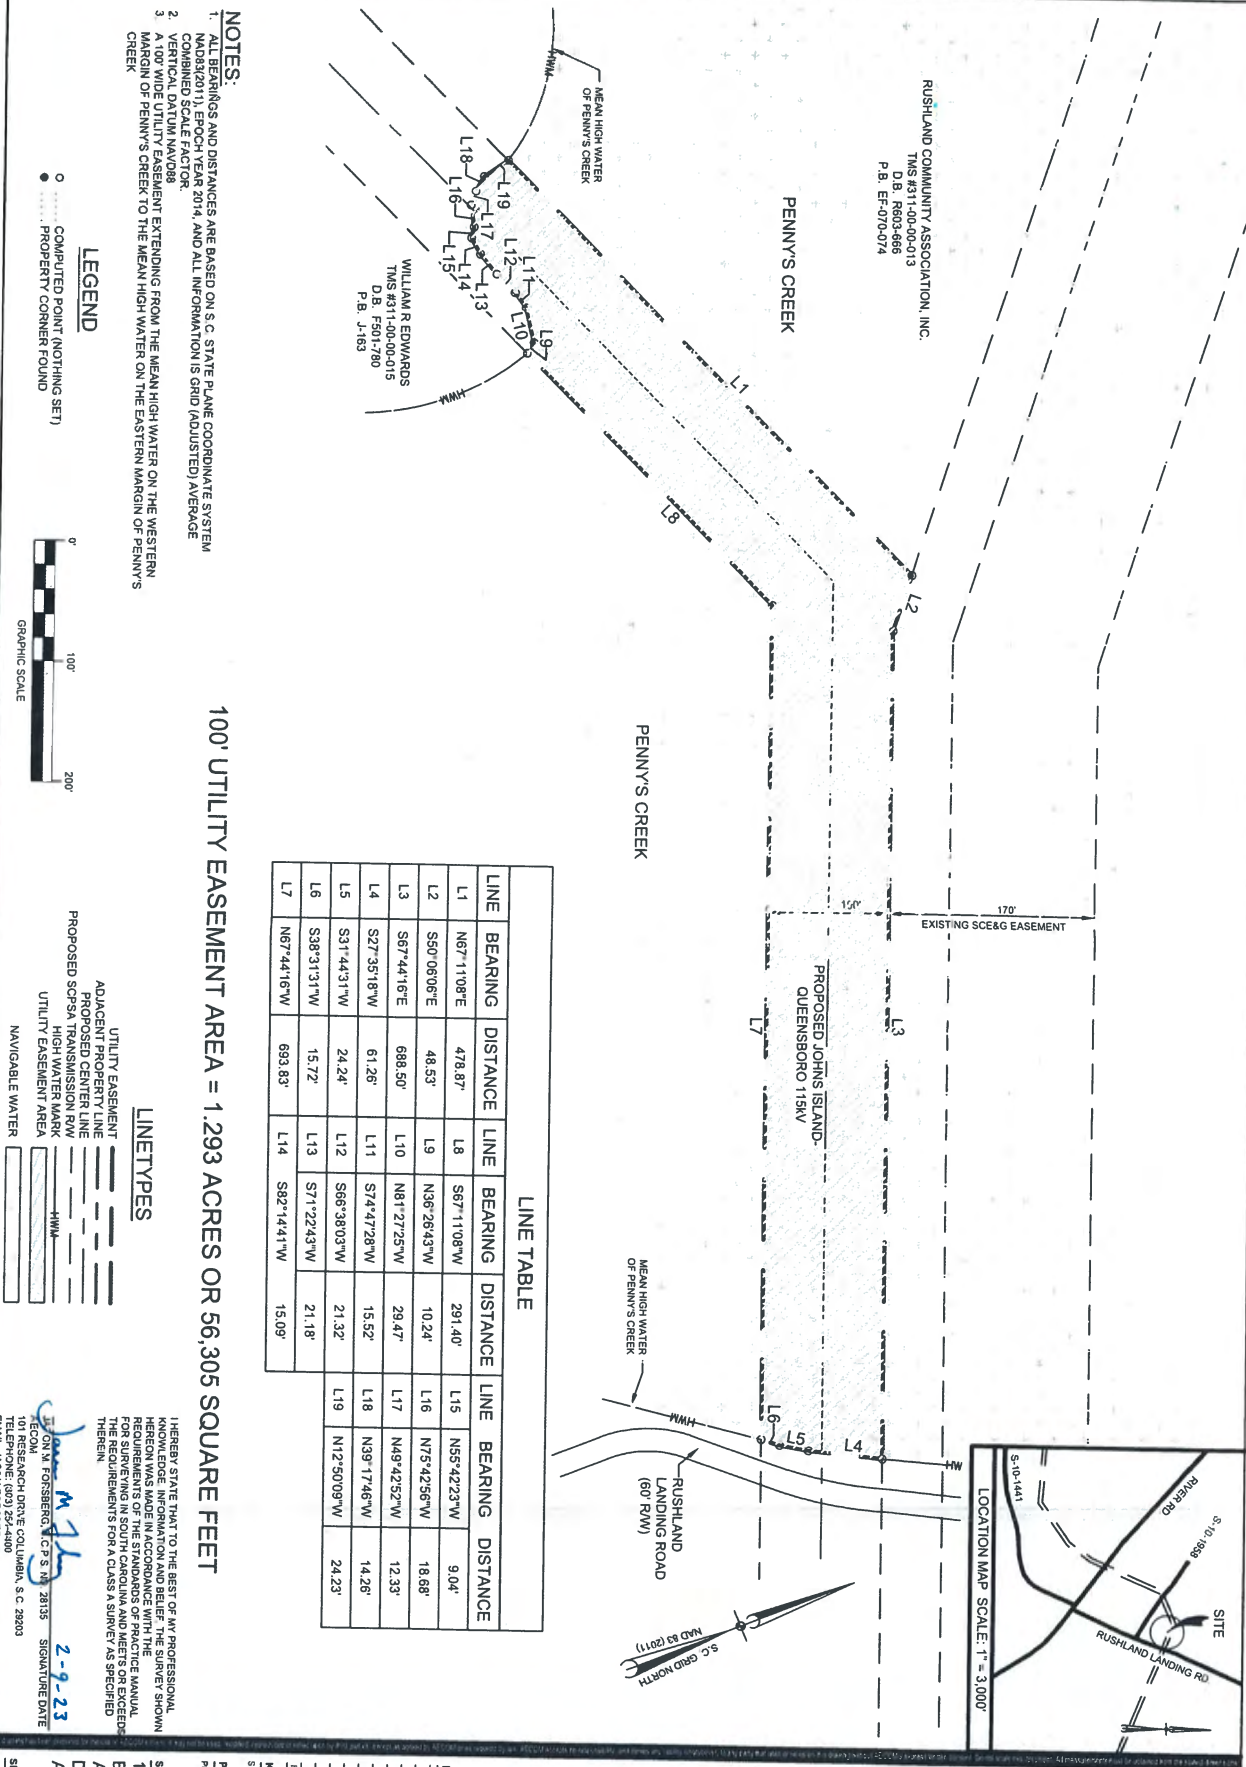 RUSHLAND COMMUNITY ASSOCIATION, INC.
TMS #311-00-00-013
D.B. R603-666
P.B. EF-070-074
MEAN HIGH WATER
OF PENNY'S CREEK
HWM
PENNY'S CREEK
L1
L2
L3
L4
L5
L6
L7
L8
L9
L10
L11
L12
L13
L14
L15
L16
L17
L18
L19
WILLIAM R EDWARDS
TMS #311-00-00-015
D.B. F501-780
P.B. J-163
HWM
170'
EXISTING SCE&G EASEMENT
PROPOSED JOHNS ISLAND-
QUEENSBORO 115kV
PENNY'S CREEK
MEAN HIGH WATER
OF PENNY'S CREEK
HWM
HW
RUSHLAND
LANDING ROAD
(60' R/W)
S.C. GRID NORTH
NAD 83 (2011)
SITE
S-10-1958
RIVER RD
S-10-1441
RUSHLAND LANDING RD.
LOCATION MAP SCALE: 1" = 3,000'
LINE TABLE
LINE BEARING DISTANCE LINE BEARING DISTANCE LINE BEARING DISTANCE
L1 N67°11'08"E 478.87' L8 S67°11'08"W 291.40' L15 N55°42'23"W 9.04'
L2 S50°06'06"E 48.53' L9 N36°26'43"W 10.24' L16 N75°42'56"W 18.68'
L3 S67°44'16"E 688.50' L10 N81°27'25"W 29.47' L17 N49°42'52"W 12.33'
L4 S27°35'18"W 61.26' L11 S74°47'28"W 15.52' L18 N39°17'46"W 14.26'
L5 S31°44'31"W 24.24' L12 S66°38'03"W 21.32' L19 N12°50'09"W 24.23'
L6 S38°31'31"W 15.72' L13 S71°22'43"W 21.18'
L7 N67°44'16"W 693.83' L14 S82°14'41"W 15.09'
100' UTILITY EASEMENT AREA = 1.293 ACRES OR 56,305 SQUARE FEET
NOTES:
1. ALL BEARINGS AND DISTANCES ARE BASED ON S.C. STATE PLANE COORDINATE SYSTEM
NAD83(2011), EPOCH YEAR 2014, AND ALL INFORMATION IS GRID (ADJUSTED) AVERAGE
COMBINED SCALE FACTOR.
2. VERTICAL DATUM NAVD88
3 A 100' WIDE UTILITY EASEMENT EXTENDING FROM THE MEAN HIGH WATER ON THE WESTERN
MARGIN OF PENNY'S CREEK TO THE MEAN HIGH WATER ON THE EASTERN MARGIN OF PENNY'S
CREEK
LEGEND
COMPUTED POINT (NOTHING SET)
PROPERTY CORNER FOUND
0' 100' 200'
GRAPHIC SCALE
LINETYPES
UTILITY EASEMENT
ADJACENT PROPERTY LINE
PROPOSED CENTER LINE
PROPOSED SCPSA TRANSMISSION R/W
HIGH WATER MARK HWM
UTILITY EASEMENT AREA
NAVIGABLE WATER
I HEREBY STATE THAT TO THE BEST OF MY PROFESSIONAL
KNOWLEDGE, INFORMATION AND BELIEF, THE SURVEY SHOWN
HEREON WAS MADE IN ACCORDANCE WITH THE
REQUIREMENTS OF THE STANDARDS OF PRACTICE MANUAL
FOR SURVEYING IN SOUTH CAROLINA AND MEETS OR EXCEEDS
THE REQUIREMENTS FOR A CLASS A SURVEY AS SPECIFIED
THEREIN.
2-9-23
M. FORSBERG, 28135 SIGNATURE DATE
AECOM
101 RESEARCH DRIVE COLUMBIA, S.C. 29203
TELEPHONE: (803) 254-4400